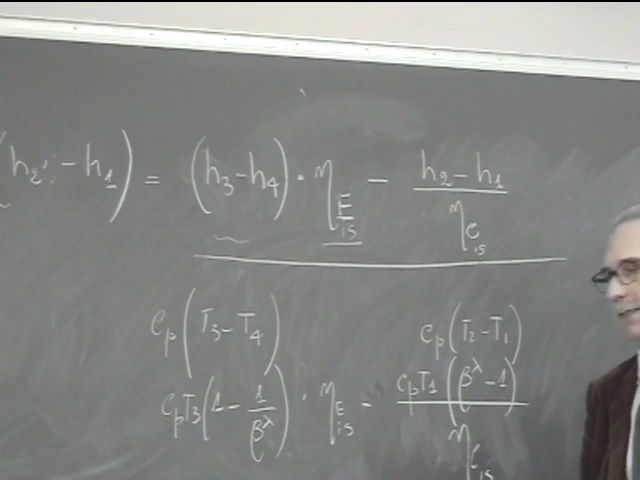 (h2' - h1) = (h3 - h4) · ηE is - (h2 - h1) / ηc is
cp(T3 - T4) cp(T2 - T1)
cpT3(1 - 1/β^λ) · ηE is - cpT1(β^λ - 1) / ηc is